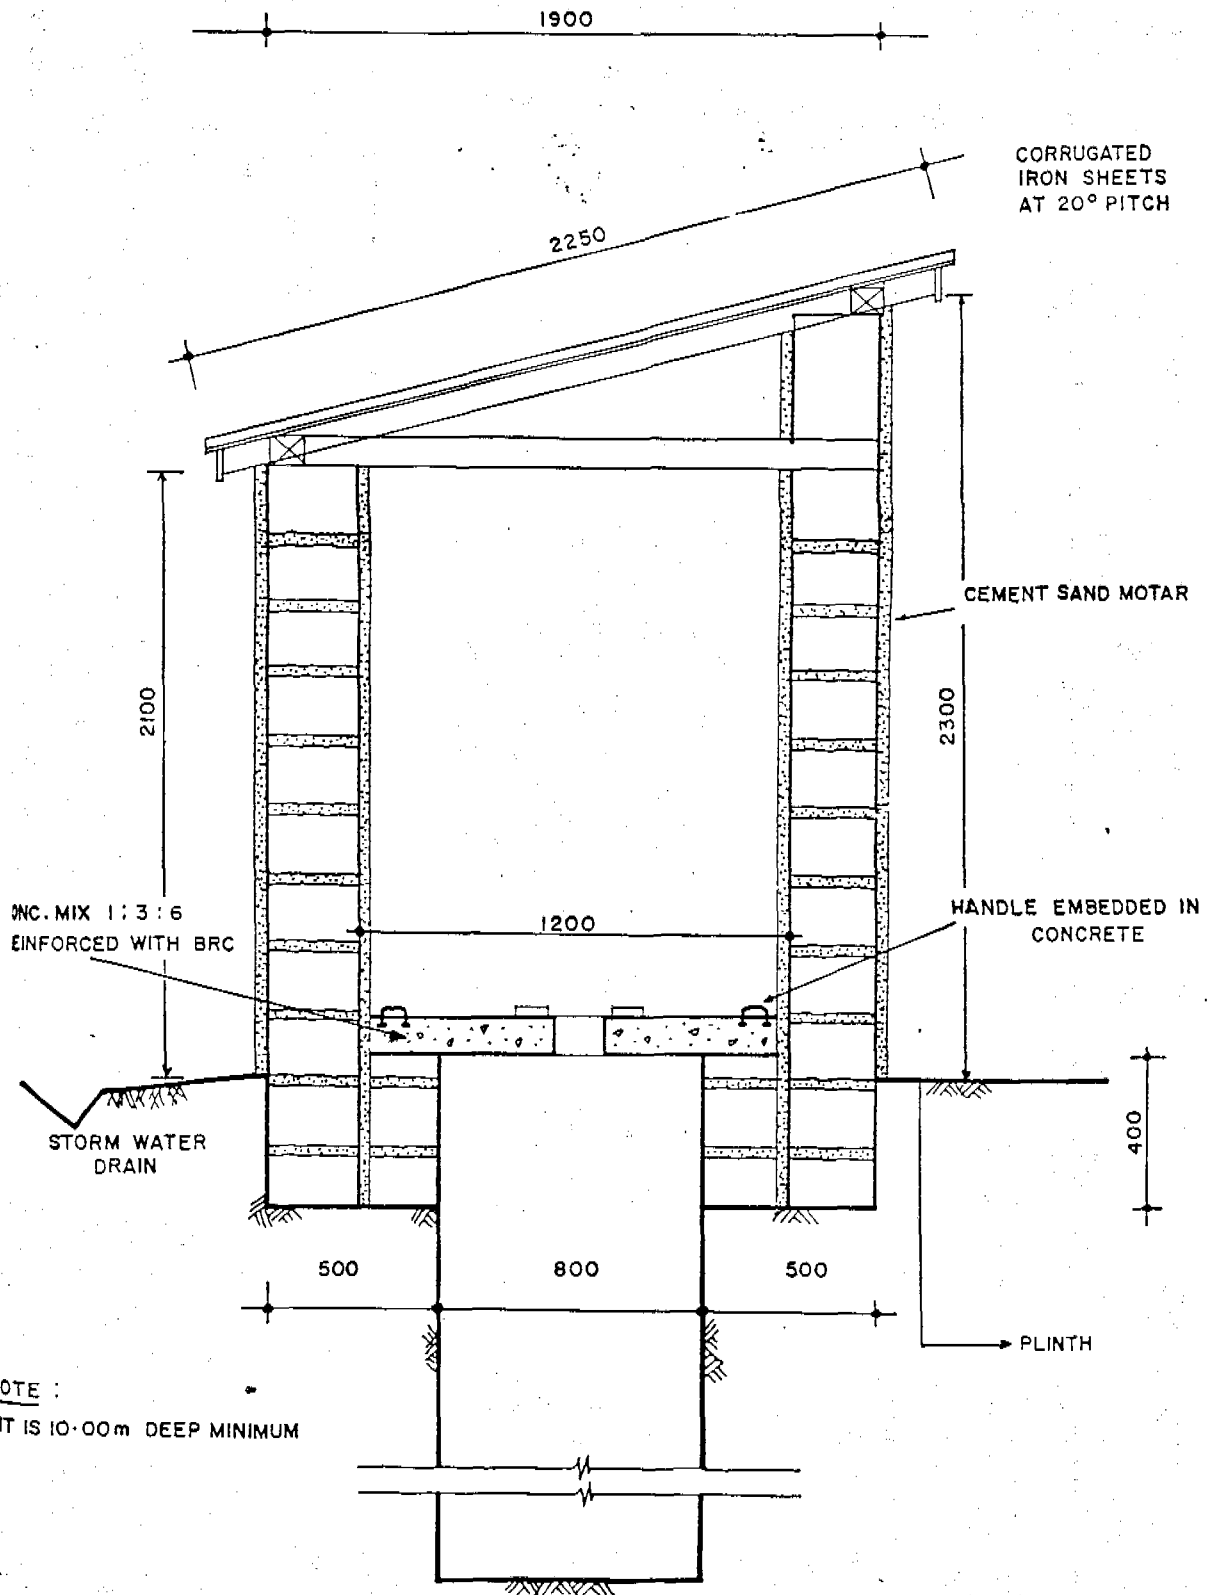 1900
CORRUGATED
IRON SHEETS
AT 20° PITCH
2250
CEMENT SAND MOTAR
2100
2300
ONC. MIX 1:3:6
EINFORCED WITH BRC
1200
HANDLE EMBEDDED IN
CONCRETE
STORM WATER
DRAIN
400
500
800
500
PLINTH
OTE :
IT IS 10·00m DEEP MINIMUM